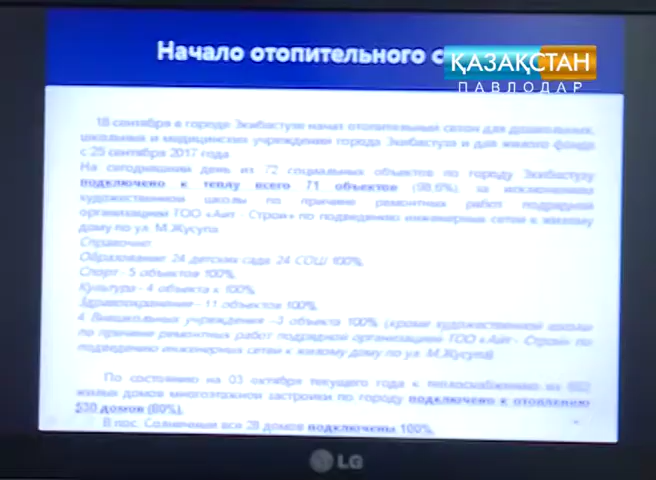 Начало отопительного с
ҚАЗАҚСТАН
ПАВЛОДАР
18 сентября в городе Экибастузе начат отопительный сезон для дошкольных,
школьных и медицинских учреждений города Экибастуза и для жилого фонда
с 25 сентября 2017 года.
На сегодняшний день из 72 социальных объектов по городу Экибастузу
подключено к теплу всего 71 объектов (98,6%), за исключением
художественной школы по причине ремонтных работ подрядной
организацией ТОО «Айт - Строй» по подведению инженерных сетей к жилому
дому по ул. М.Жусупа.
Справочно:
Образование: 24 детских сада, 24 СОШ 100%
Спорт - 5 объектов 100%
Культура - 4 объекта к 100%
Здравоохранение - 11 объектов 100%
4 Внешкольных учреждения -3 объекта 100% (кроме художественной школы
по причине ремонтных работ подрядной организацией ТОО «Айт - Строй» по
подведению инженерных сетей к жилому дому по ул. М.Жусупа)
По состоянию на 03 октября текущего года к теплоснабжению из
жилых домов многоэтажной застройки по городу подключено к отоплению
530 домов (80%).
В пос. Солнечный все 28 домов подключены 100%.
LG